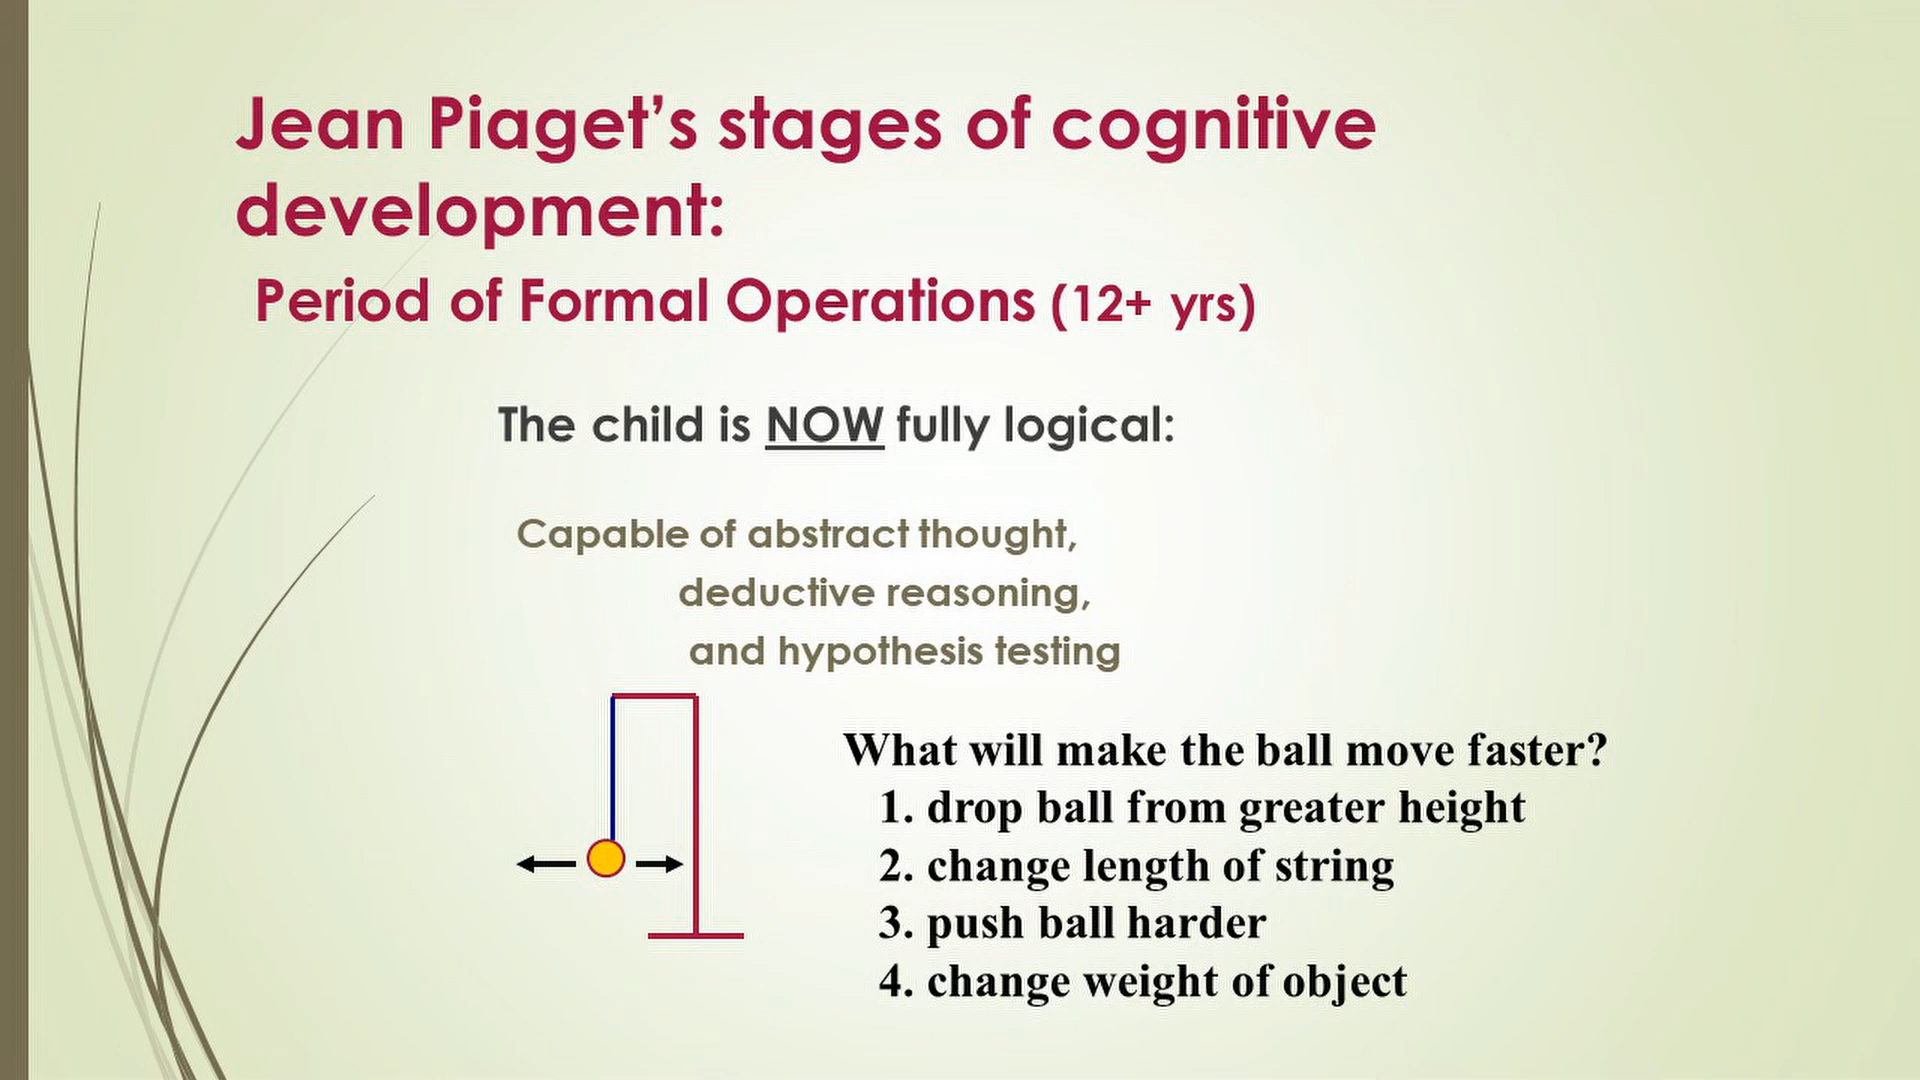 Jean Piaget’s stages of cognitive
development:
Period of Formal Operations (12+ yrs)
The child is NOW fully logical:
Capable of abstract thought,
deductive reasoning,
and hypothesis testing
What will make the ball move faster?
1. drop ball from greater height
2. change length of string
3. push ball harder
4. change weight of object